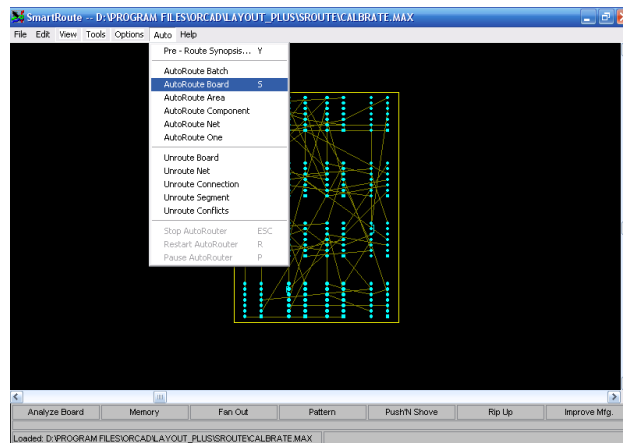 SmartRoute -- D:\PROGRAM FILES\ORCAD\LAYOUT_PLUS\SROUTE\CALBRATE.MAX
File Edit View Tools Options Auto Help
Pre - Route Synopsis... Y
AutoRoute Batch
AutoRoute Board S
AutoRoute Area
AutoRoute Component
AutoRoute Net
AutoRoute One
Unroute Board
Unroute Net
Unroute Connection
Unroute Segment
Unroute Conflicts
Stop AutoRouter ESC
Restart AutoRouter R
Pause AutoRouter P
Analyze Board Memory Fan Out Pattern Push'N Shove Rip Up Improve Mfg.
Loaded: D:\PROGRAM FILES\ORCAD\LAYOUT_PLUS\SROUTE\CALBRATE.MAX